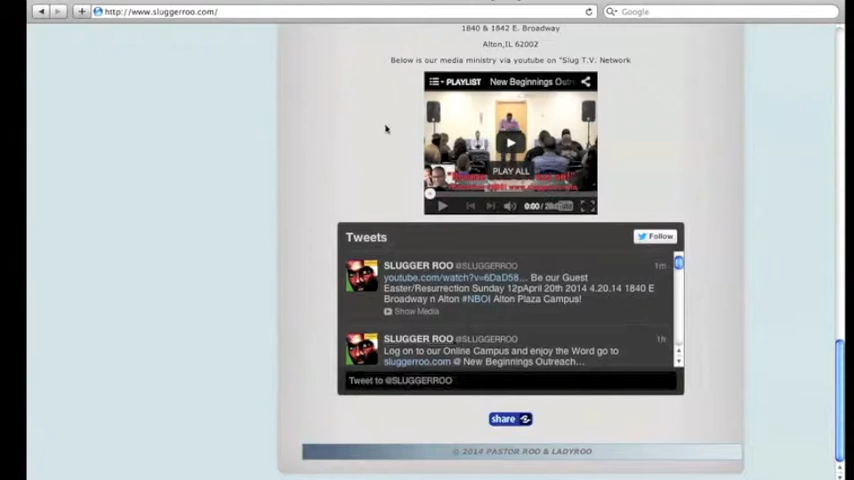 http://www.sluggerroo.com/
Google
1840 & 1842 E. Broadway
Alton,IL 62002
Below is our media ministry via youtube on "Slug T.V. Network
PLAYLIST New Beginnings Out
PLAY ALL
0:00 /
Tweets
Follow
SLUGGER ROO @SLUGGERROO 1m
youtube.com/watch?v=6DaD58... Be our Guest
Easter/Resurrection Sunday 12pApril 20th 2014 4.20.14 1840 E
Broadway n Alton #NBOI Alton Plaza Campus!
Show Media
SLUGGER ROO @SLUGGERROO 1h
Log on to our Online Campus and enjoy the Word go to
sluggerroo.com @ New Beginnings Outreach...
Tweet to @SLUGGERROO
share
© 2014 PASTOR ROO & LADYROO